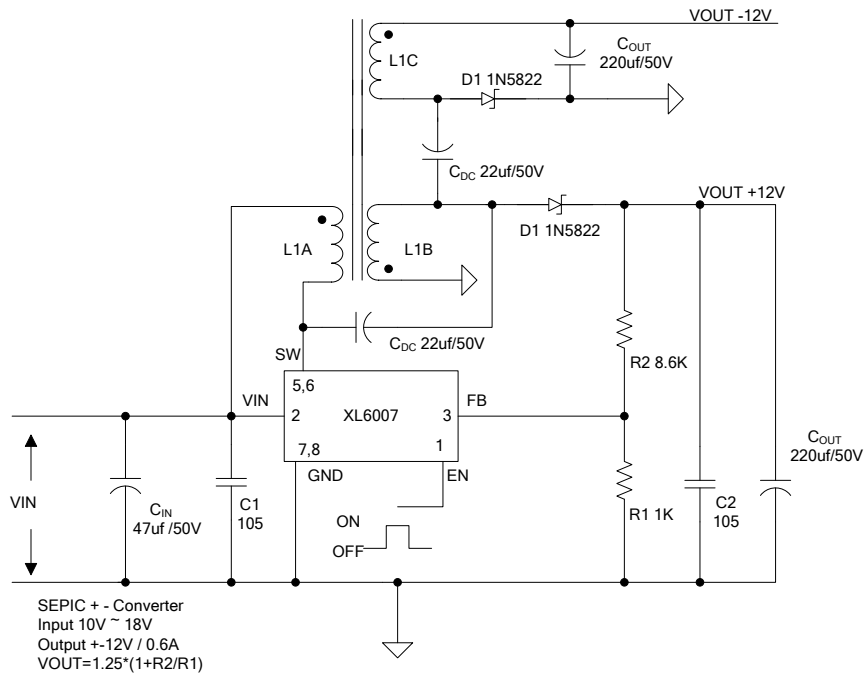 VOUT -12V
L1C
COUT
220uf/50V
D1 1N5822
CDC 22uf/50V
VOUT +12V
D1 1N5822
L1A
L1B
CDC 22uf/50V
SW
R2 8.6K
5,6
VIN
2
XL6007
3
FB
7,8
1
GND
EN
COUT
220uf/50V
VIN
CIN
47uf /50V
C1
105
ON
OFF
R1 1K
C2
105
SEPIC + - Converter
Input 10V ~ 18V
Output +-12V / 0.6A
VOUT=1.25*(1+R2/R1)